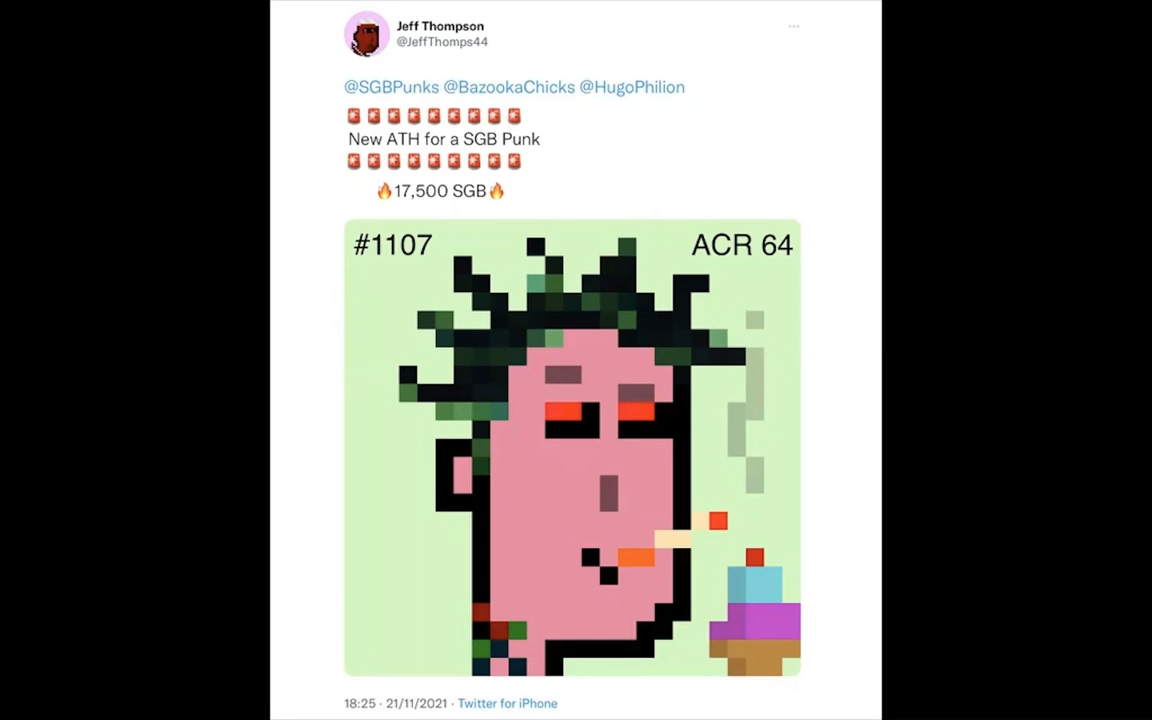 Jeff Thompson
@JeffThomps44
@SGBPunks @BazookaChicks @HugoPhilion
🚨🚨🚨🚨🚨🚨🚨🚨🚨
New ATH for a SGB Punk
🚨🚨🚨🚨🚨🚨🚨🚨🚨
🔥17,500 SGB🔥
#1107 ACR 64
18:25 · 21/11/2021 · Twitter for iPhone